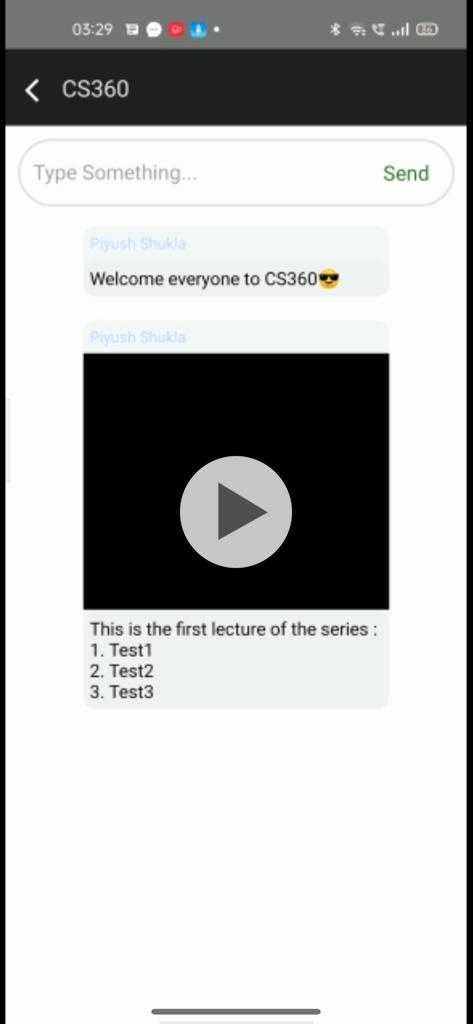 03:29
36
CS360
Type Something...
Send
Piyush Shukla
Welcome everyone to CS360😎
Piyush Shukla
This is the first lecture of the series :
1. Test1
2. Test2
3. Test3